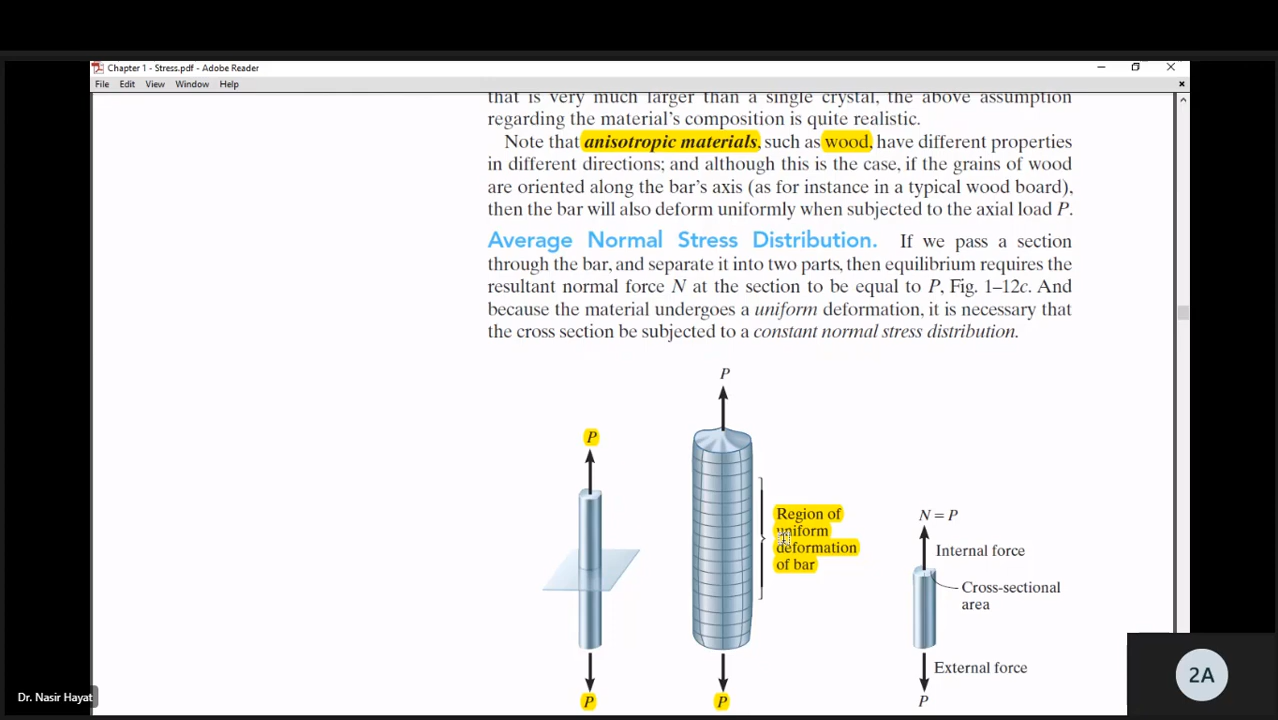 Chapter 1 - Stress.pdf - Adobe Reader
File Edit View Window Help
that is very much larger than a single crystal, the above assumption
regarding the material's composition is quite realistic.
Note that anisotropic materials, such as wood, have different properties
in different directions; and although this is the case, if the grains of wood
are oriented along the bar's axis (as for instance in a typical wood board),
then the bar will also deform uniformly when subjected to the axial load P.
Average Normal Stress Distribution. If we pass a section
through the bar, and separate it into two parts, then equilibrium requires the
resultant normal force N at the section to be equal to P, Fig. 1–12c. And
because the material undergoes a uniform deformation, it is necessary that
the cross section be subjected to a constant normal stress distribution.
P
P
Region of
uniform
deformation
of bar
N = P
Internal force
Cross-sectional
area
External force
P
P
P
2A
Dr. Nasir Hayat